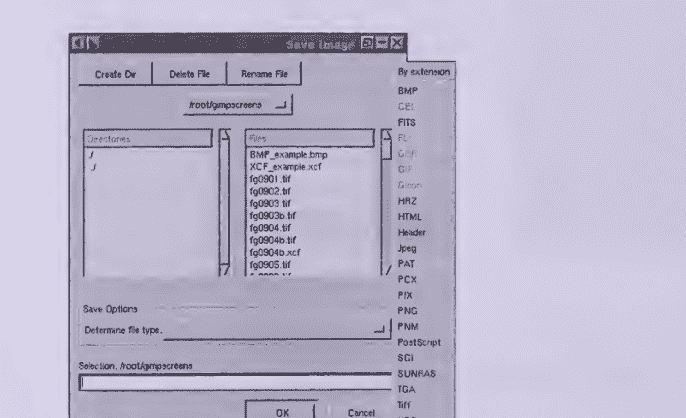 Save Image
Create Dir
Delete File
Rename File
/root/gmpscreens
Directories
./
Files
BMP_example.bmp
XCF_example.xcf
fg0901.tif
fg0902.tif
fg0903.tif
fg0903b.tif
fg0904.tif
fg0904b.tif
fg0904b.xcf
fg0905.tif
Save Options
Determine file type.
Selection, /root/gmpscreens
OK
Cancel
By extension
BMP
CEL
FITS
FLI
GIF
HRZ
HTML
Header
Jpeg
PAT
PCX
PIX
PNG
PNM
PostScript
SGI
SUNRAS
TGA
Tiff